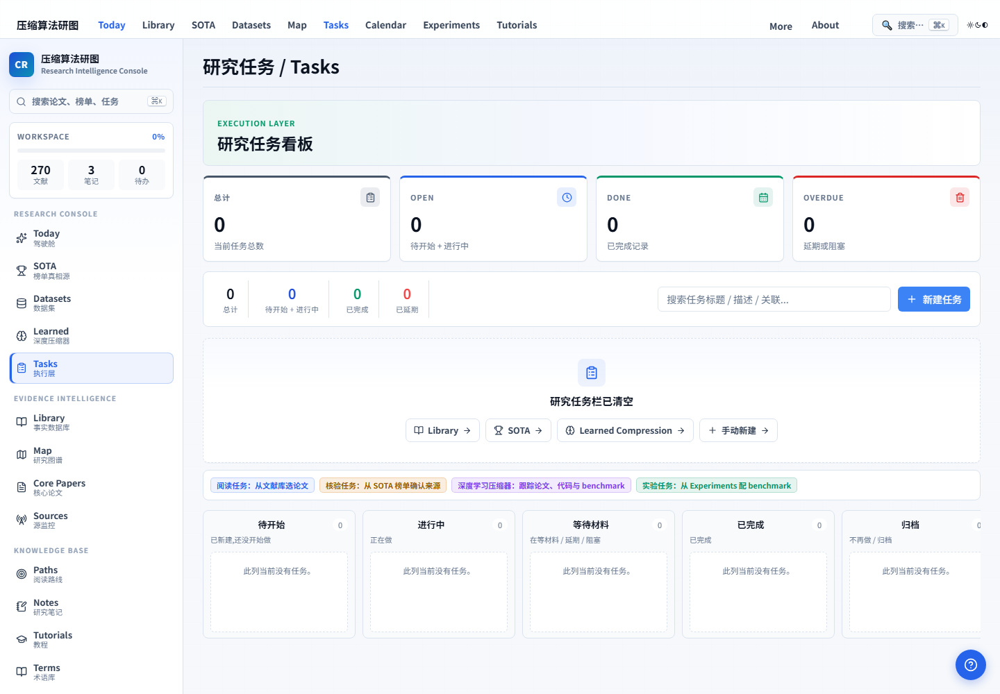 压缩算法研图
Today
Library
SOTA
Datasets
Map
Tasks
Calendar
Experiments
Tutorials
More
About
搜索… ⌘K
CR
压缩算法研图
Research Intelligence Console
搜索论文、榜单、任务 ⌘K
WORKSPACE 0%
270 3 0
文献 笔记 待办
RESEARCH CONSOLE
Today
驾驶舱
SOTA
榜单真相源
Datasets
数据集
Learned
深度压缩器
Tasks
执行层
EVIDENCE INTELLIGENCE
Library
事实数据库
Map
研究图谱
Core Papers
核心论文
Sources
源监控
KNOWLEDGE BASE
Paths
阅读路线
Notes
研究笔记
Tutorials
教程
Terms
术语库
研究任务 / Tasks
EXECUTION LAYER
研究任务看板
总计
0
当前任务总数
OPEN
0
待开始 + 进行中
DONE
0
已完成记录
OVERDUE
0
延期或阻塞
0
总计
0
待开始 + 进行中
0
已完成
0
已延期
搜索任务标题 / 描述 / 关联...
+ 新建任务
研究任务栏已清空
Library →
SOTA →
Learned Compression →
+ 手动新建 →
阅读任务：从文献库选论文
核验任务：从 SOTA 榜单确认来源
深度学习压缩器：跟踪论文、代码与 benchmark
实验任务：从 Experiments 配 benchmark
待开始 0
已新建,还没开始做
此列当前没有任务。
进行中 0
正在做
此列当前没有任务。
等待材料 0
在等材料 / 延期 / 阻塞
此列当前没有任务。
已完成 0
已完成
此列当前没有任务。
归档 0
不再做 / 归档
此列当前没有任务。